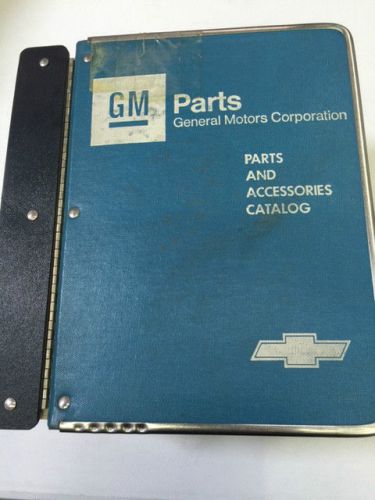 GM
Parts
General Motors Corporation
PARTS
AND
ACCESSORIES
CATALOG